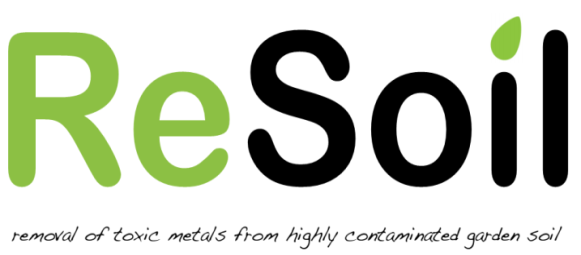 ReSoil
removal of toxic metals from highly contaminated garden soil